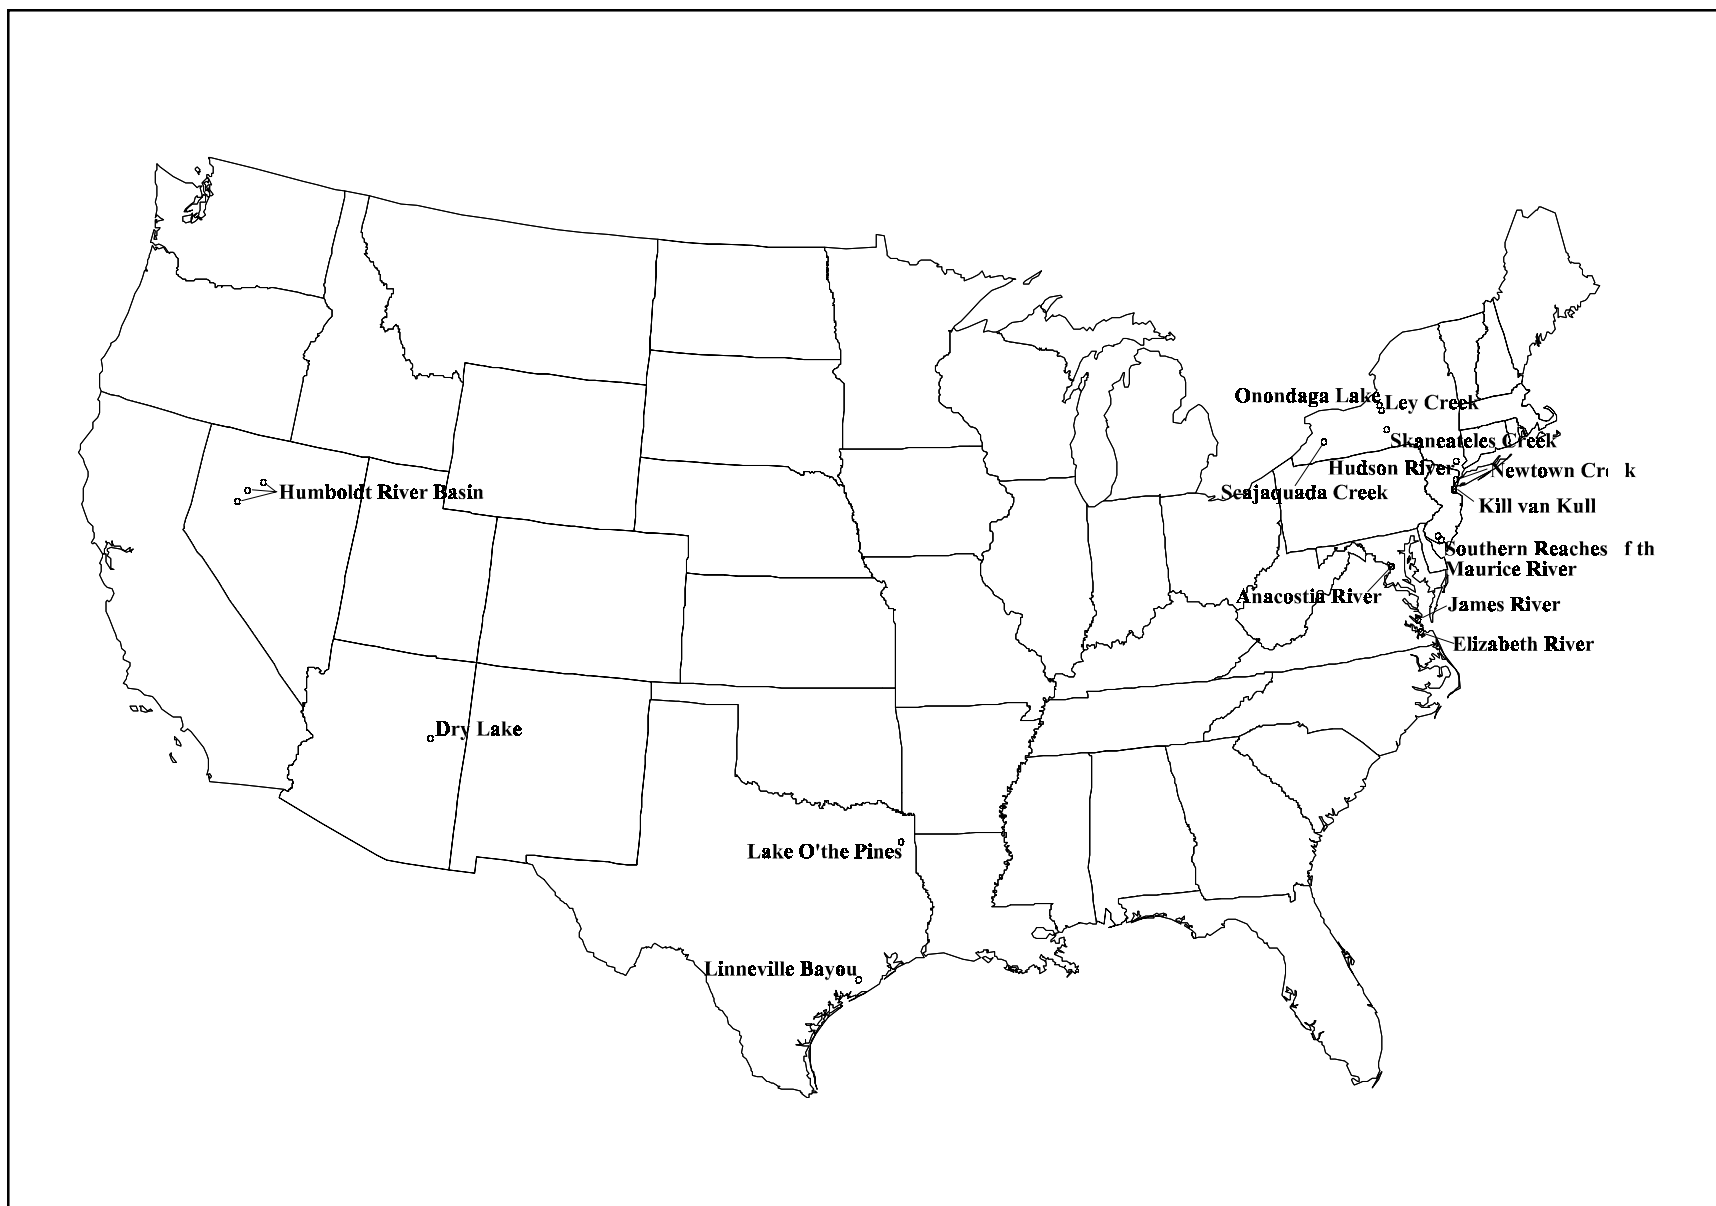 Onondaga Lake
Ley Creek
Skaneateles Creek
Hudson River
Newtown Cr k
Scajaquada Creek
Humboldt River Basin
Kill van Kull
Southern Reaches f th
Maurice River
Anacostia River
James River
Elizabeth River
Dry Lake
Lake O'the Pines
Linneville Bayou